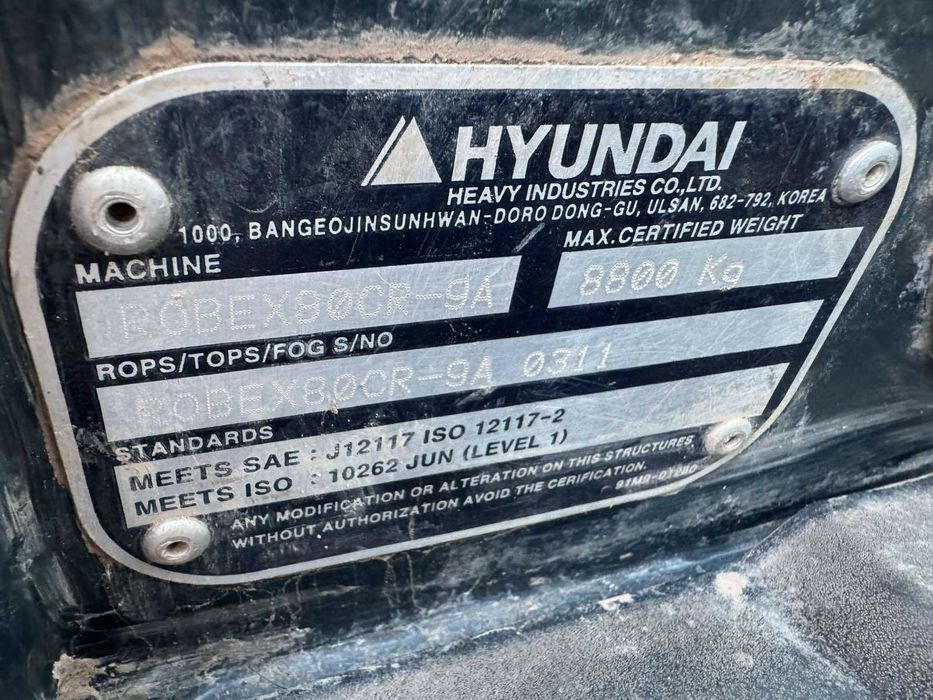 HYUNDAI
HEAVY INDUSTRIES CO.,LTD.
1000, BANGEOJINSUNHWAN-DORO DONG-GU, ULSAN, 682-792, KOREA
MACHINE
MAX.CERTIFIED WEIGHT
ROBEX80CR-9A
8800 Kg
ROPS/TOPS/FOG S/NO
ROBEX80CR-9A 0311
STANDARDS
MEETS SAE : J12117 ISO 12117-2
MEETS ISO : 10262 JUN (LEVEL 1)
ANY MODIFICATION OR ALTERATION ON THIS STRUCTURES
WITHOUT AUTHORIZATION AVOID THE CERIFICATION.